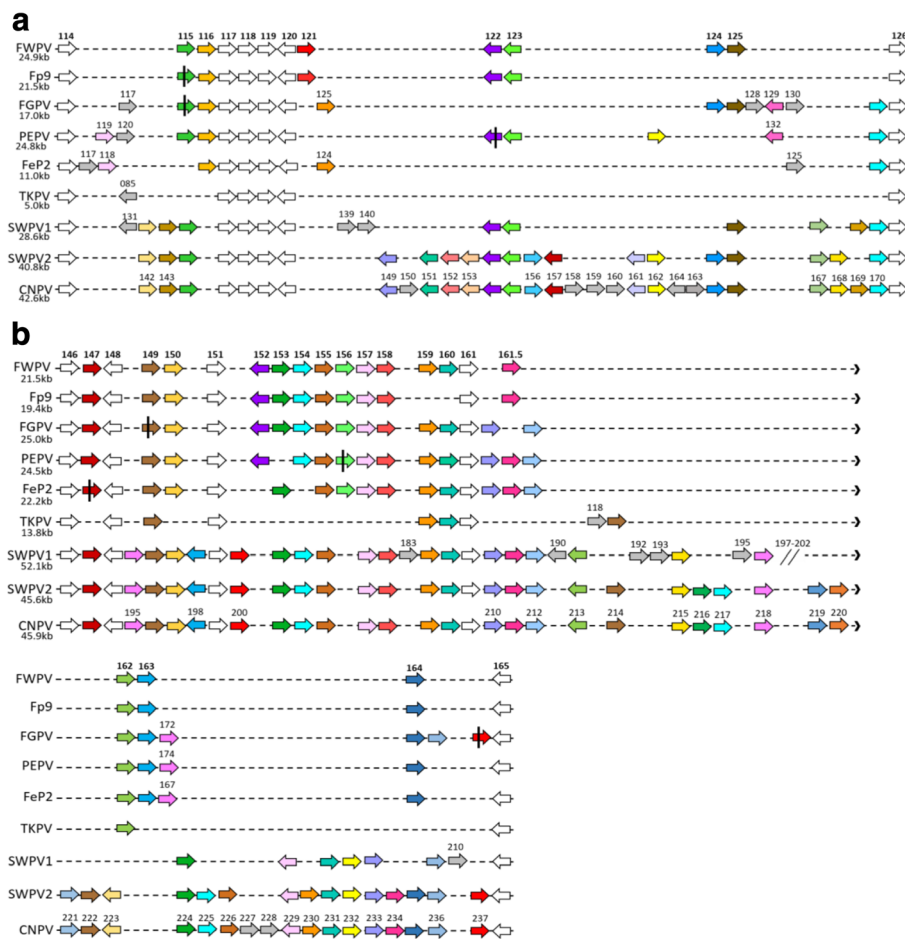 a
114 115 116 117 118 119 120 121 122 123 124 125 126
FWPV
24.9kb
Fp9
21.5kb
117 125 128 129 130
FGPV
17.0kb
119 120 132
PEPV
24.8kb
117 118 124 125
FeP2
11.0kb
085
TKPV
5.0kb
131 139 140
SWPV1
28.6kb
SWPV2
40.8kb
142 143 149 150 151 152 153 156 157 158 159 160 161 162 164 163 167 168 169 170
CNPV
42.6kb
b
146 147 148 149 150 151 152 153 154 155 156 157 158 159 160 161 161.5
FWPV
21.5kb
Fp9
19.4kb
FGPV
25.0kb
PEPV
24.5kb
FeP2
22.2kb
118
TKPV
13.8kb
183 190 192 193 195 197-202
SWPV1
52.1kb
SWPV2
45.6kb
195 198 200 210 212 213 214 215 216 217 218 219 220
CNPV
45.9kb
162 163 164 165
FWPV
Fp9
172
FGPV
174
PEPV
167
FeP2
TKPV
210
SWPV1
SWPV2
221 222 223 224 225 226 227 228 229 230 231 232 233 234 236 237
CNPV